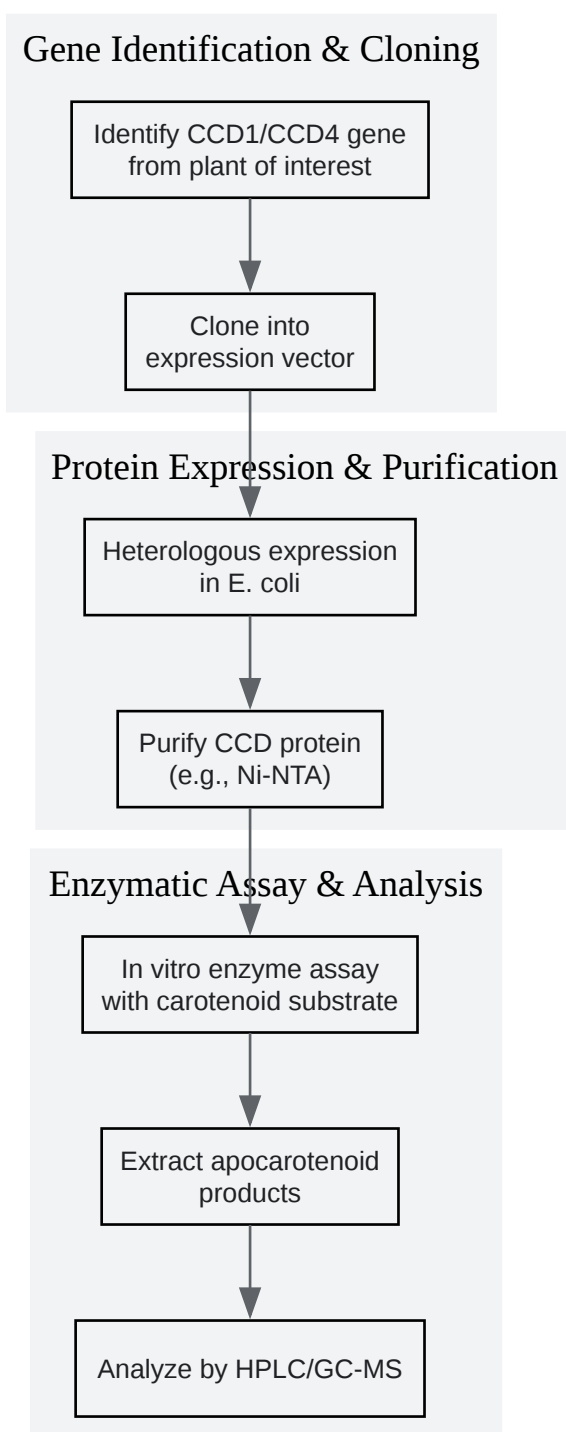 Gene Identification & Cloning
Identify CCD1/CCD4 gene
from plant of interest
Clone into
expression vector
Protein Expression & Purification
Heterologous expression
in E. coli
Purify CCD protein
(e.g., Ni-NTA)
Enzymatic Assay & Analysis
In vitro enzyme assay
with carotenoid substrate
Extract apocarotenoid
products
Analyze by HPLC/GC-MS